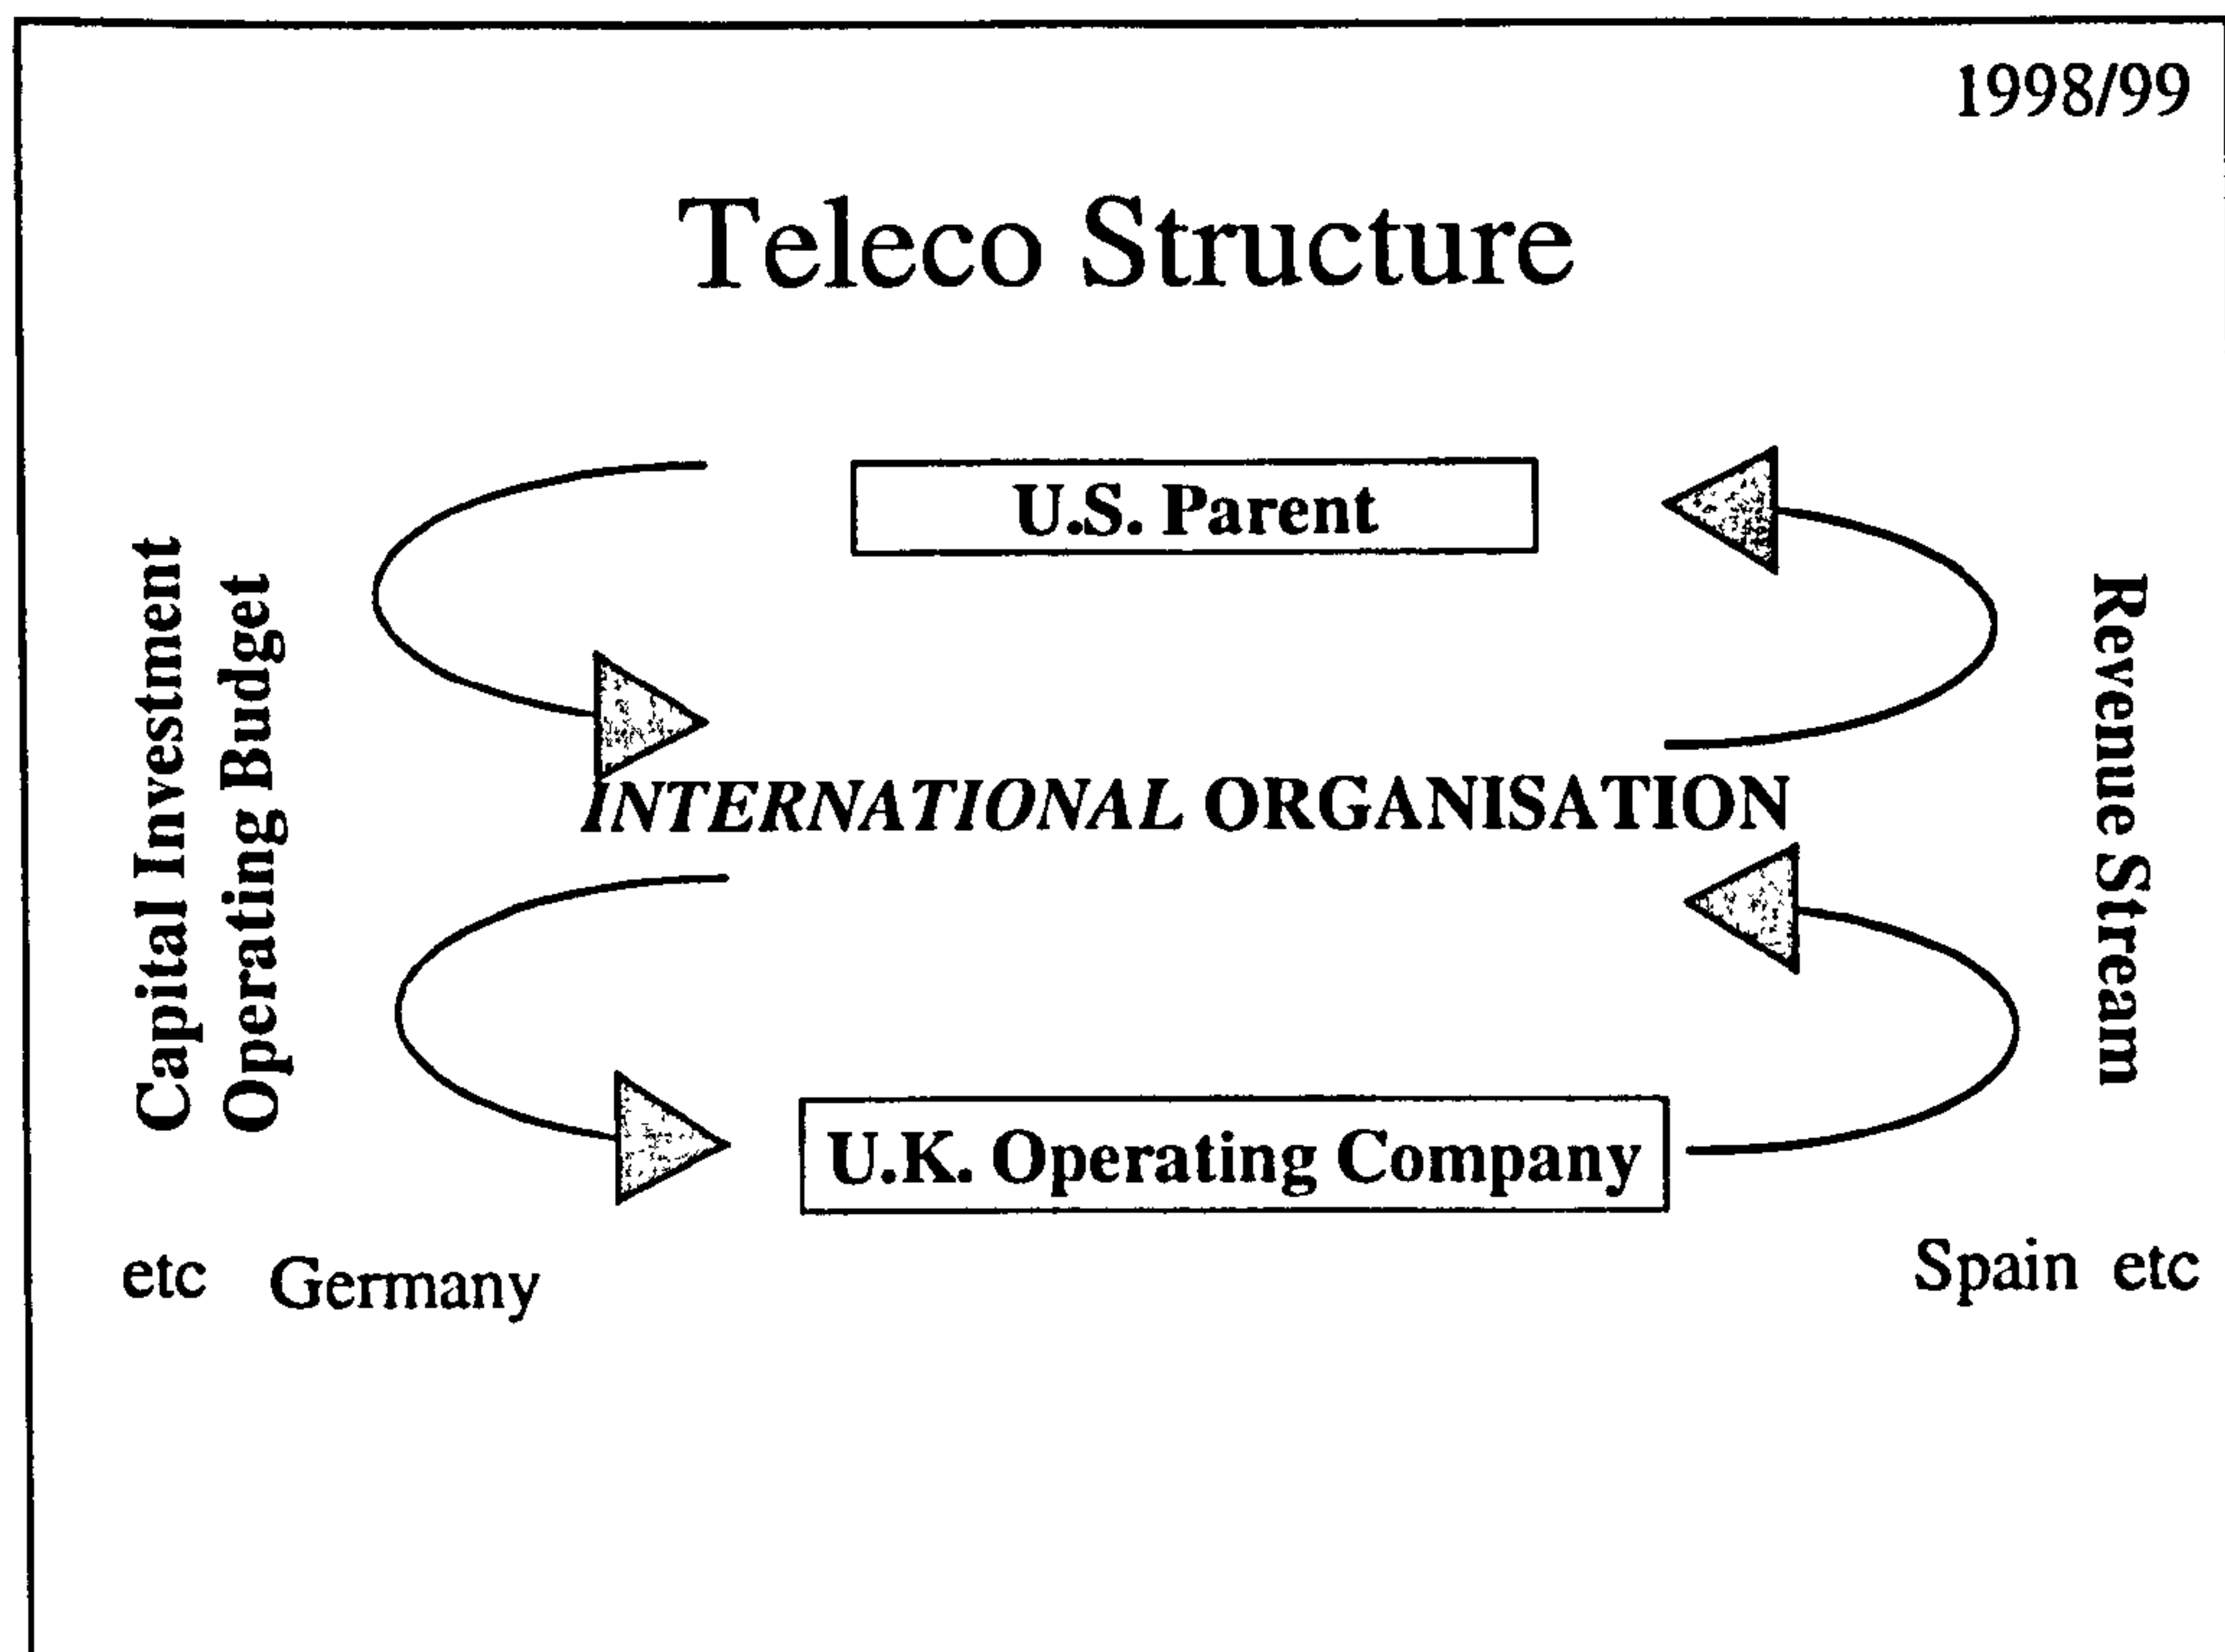 1998/99
Teleco Structure
U.S. Parent
Capital Investment
Operating Budget
Revenue Stream
INTERNATIONAL ORGANISATION
U.K. Operating Company
etc Germany
Spain etc